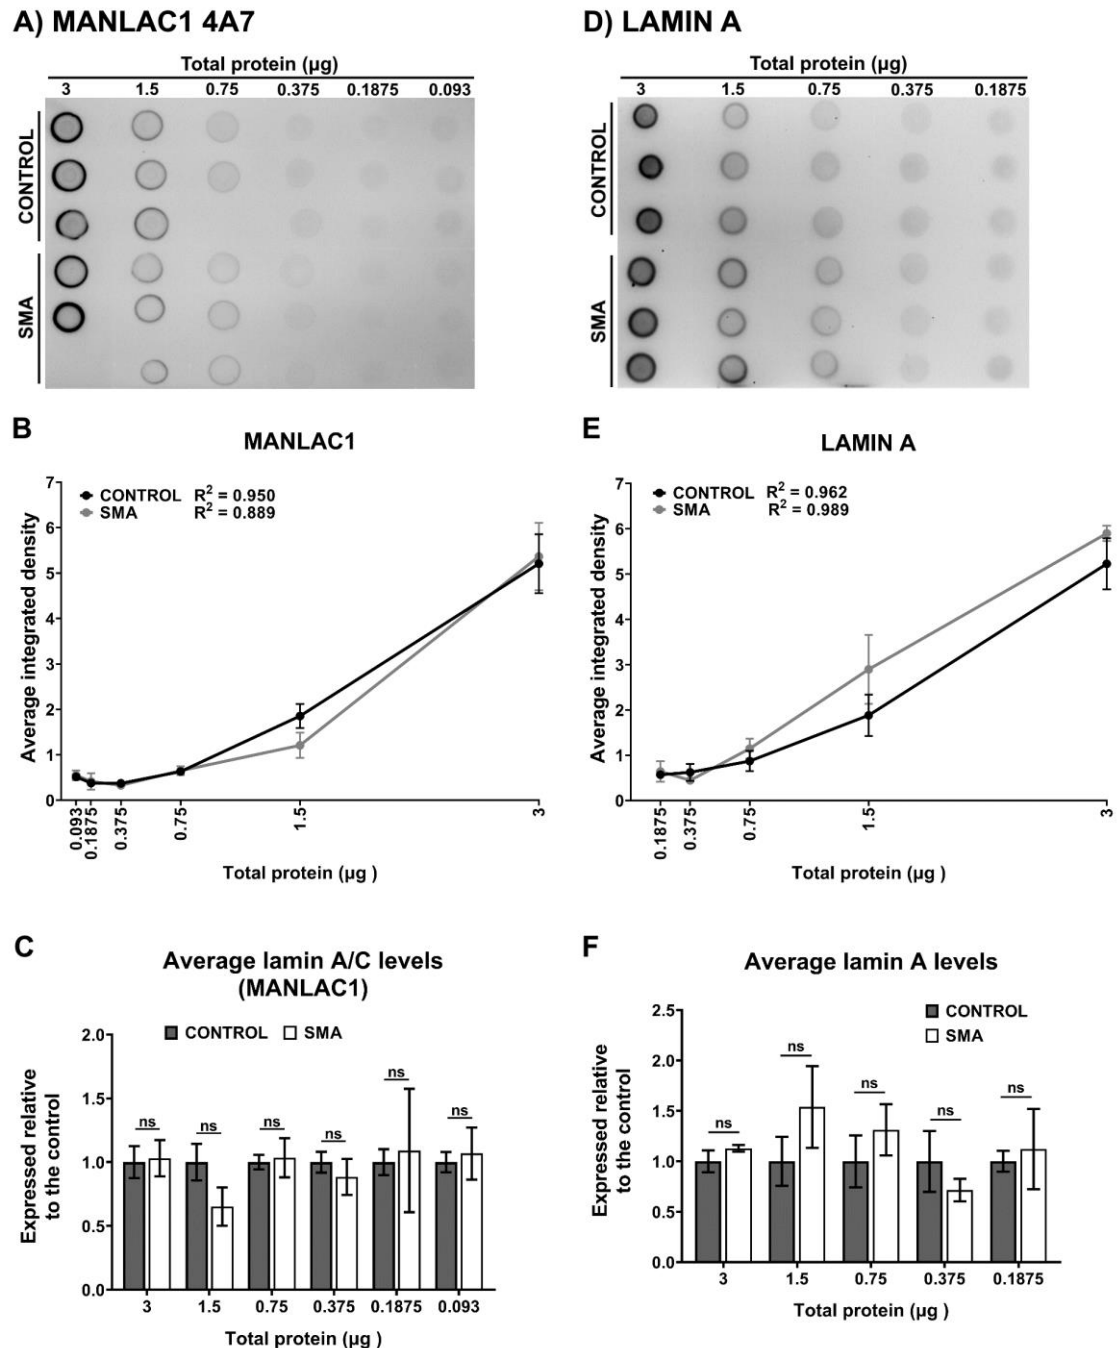 A) MANLAC1 4A7
Total protein (µg)
3 1.5 0.75 0.375 0.1875 0.093
CONTROL
SMA
D) LAMIN A
Total protein (µg)
3 1.5 0.75 0.375 0.1875
CONTROL
SMA
B
MANLAC1
CONTROL R² = 0.950
SMA R² = 0.889
Average integrated density
7
6
5
4
3
2
1
0
0.093 0.1875 0.375 0.75 1.5 3
Total protein (µg )
E
LAMIN A
CONTROL R² = 0.962
SMA R² = 0.989
Average integrated density
7
6
5
4
3
2
1
0
0.1875 0.375 0.75 1.5 3
Total protein (µg )
C
Average lamin A/C levels
(MANLAC1)
CONTROL SMA
Expressed relative
to the control
2.0
1.5
1.0
0.5
0.0
ns ns ns ns ns ns
3 1.5 0.75 0.375 0.1875 0.093
Total protein (µg )
F
Average lamin A levels
CONTROL
SMA
Expressed relative
to the control
2.5
2.0
1.5
1.0
0.5
0.0
ns ns ns ns ns
3 1.5 0.75 0.375 0.1875
Total protein (µg )